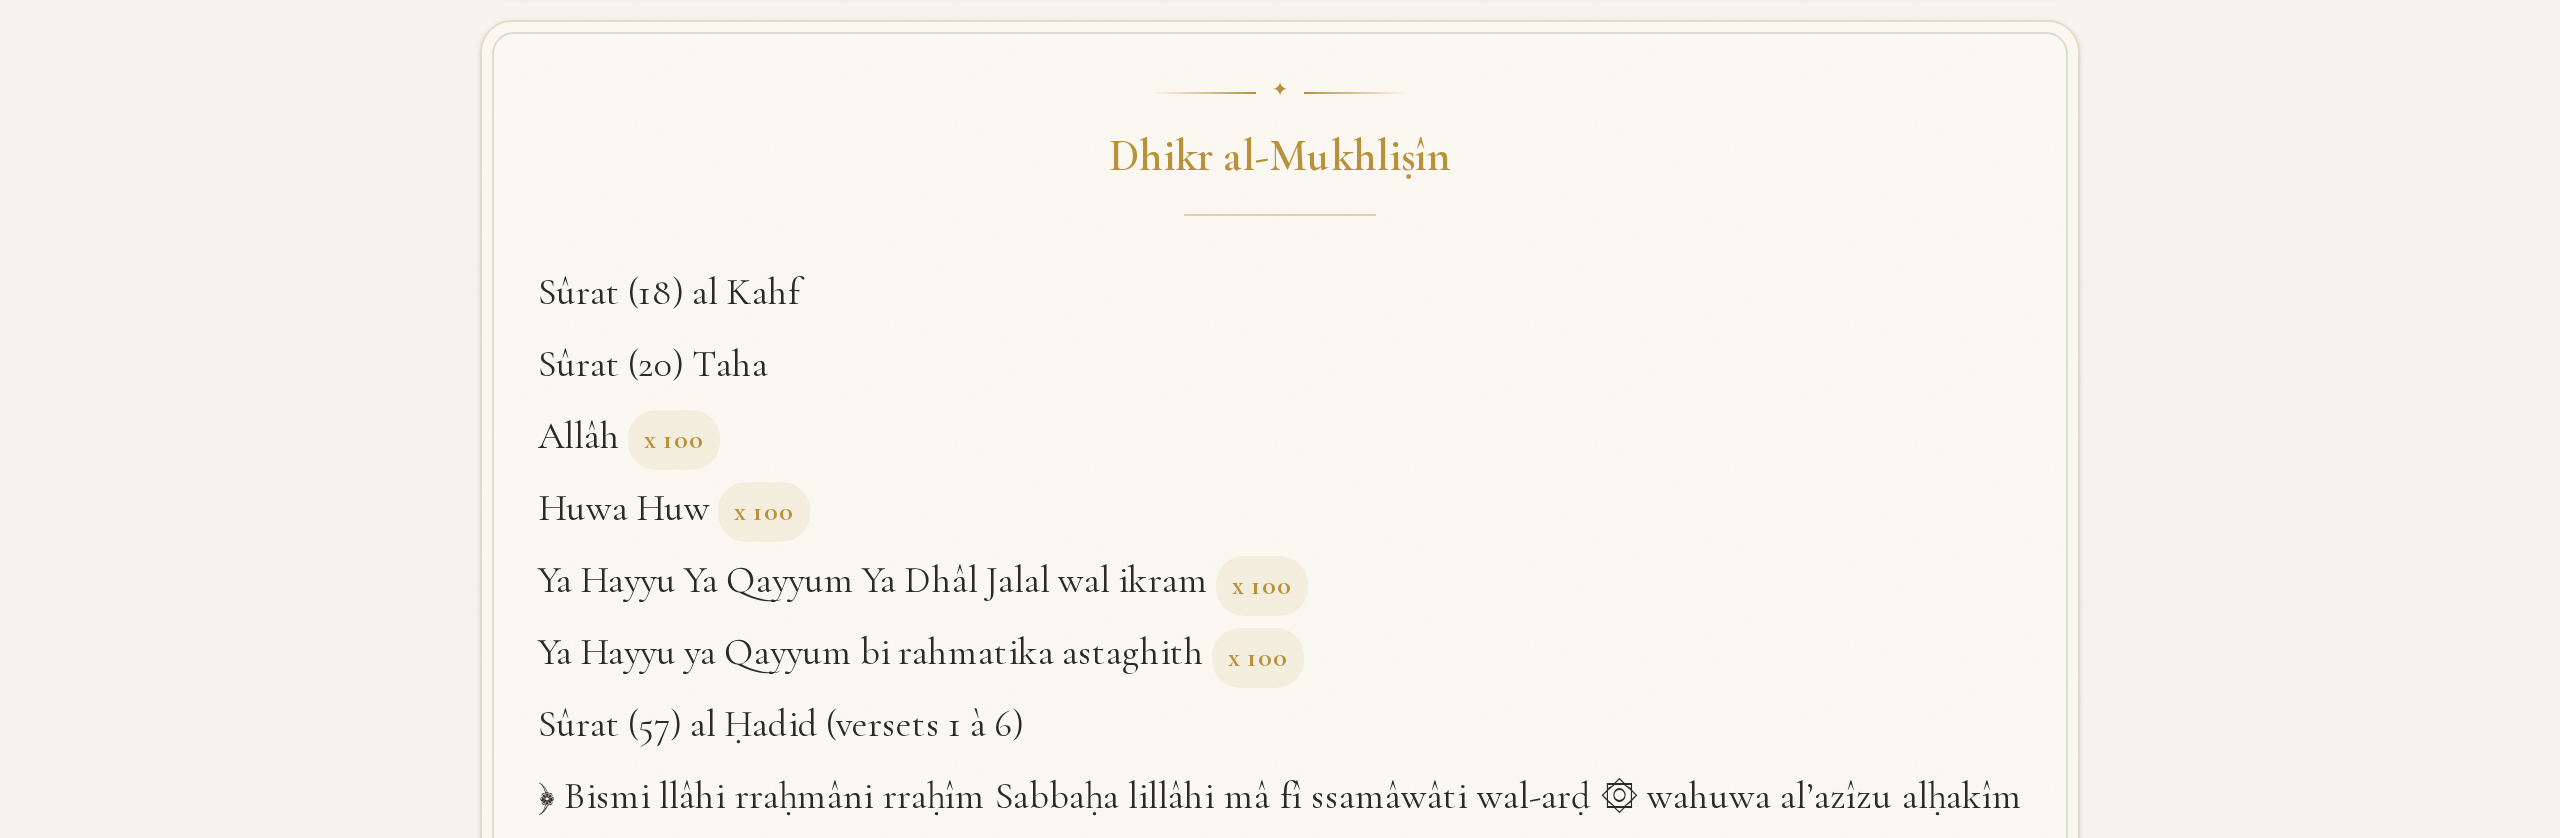 Dhikr al-Mukhliṣîn
Sûrat (18) al Kahf
Sûrat (20) Taha
Allâh x 100
Huwa Huw x 100
Ya Hayyu Ya Qayyum Ya Dhâl Jalal wal ikram x 100
Ya Hayyu ya Qayyum bi rahmatika astaghith x 100
Sûrat (57) al Ḥadid (versets 1 à 6)
﴿ Bismi llâhi rraḥmâni rraḥîm Sabbaḥa lillâhi mâ fî ssamâwâti wal-arḍ ۞ wahuwa al’azîzu alḥakîm